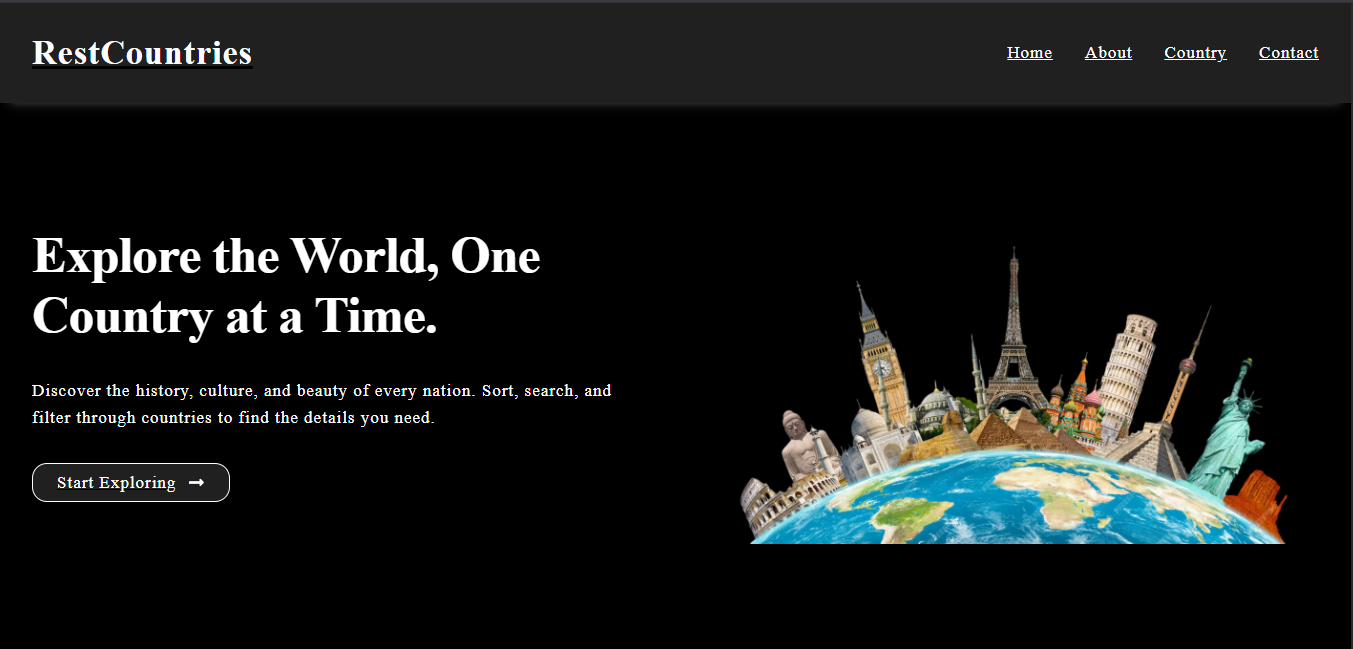 RestCountries
Home About Country Contact
Explore the World, One
Country at a Time.
Discover the history, culture, and beauty of every nation. Sort, search, and
filter through countries to find the details you need.
Start Exploring